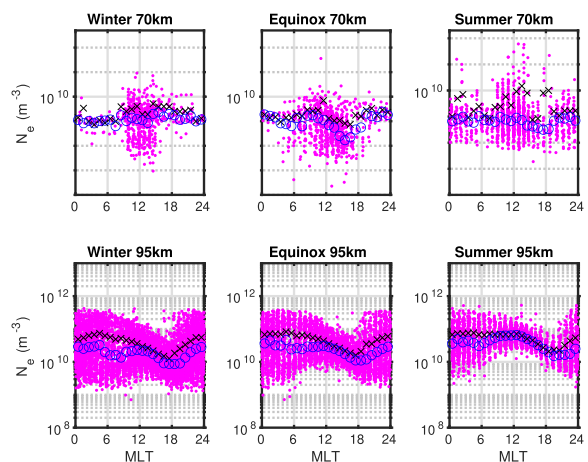 Winter 70km Equinox 70km Summer 70km
N_e (m^-3)
10^10 10^10 10^10
0 6 12 18 24 0 6 12 18 24 0 6 12 18 24
Winter 95km Equinox 95km Summer 95km
N_e (m^-3)
10^12 10^12 10^12
10^10 10^10 10^10
10^8 10^8 10^8
0 6 12 18 24 0 6 12 18 24 0 6 12 18 24
MLT MLT MLT